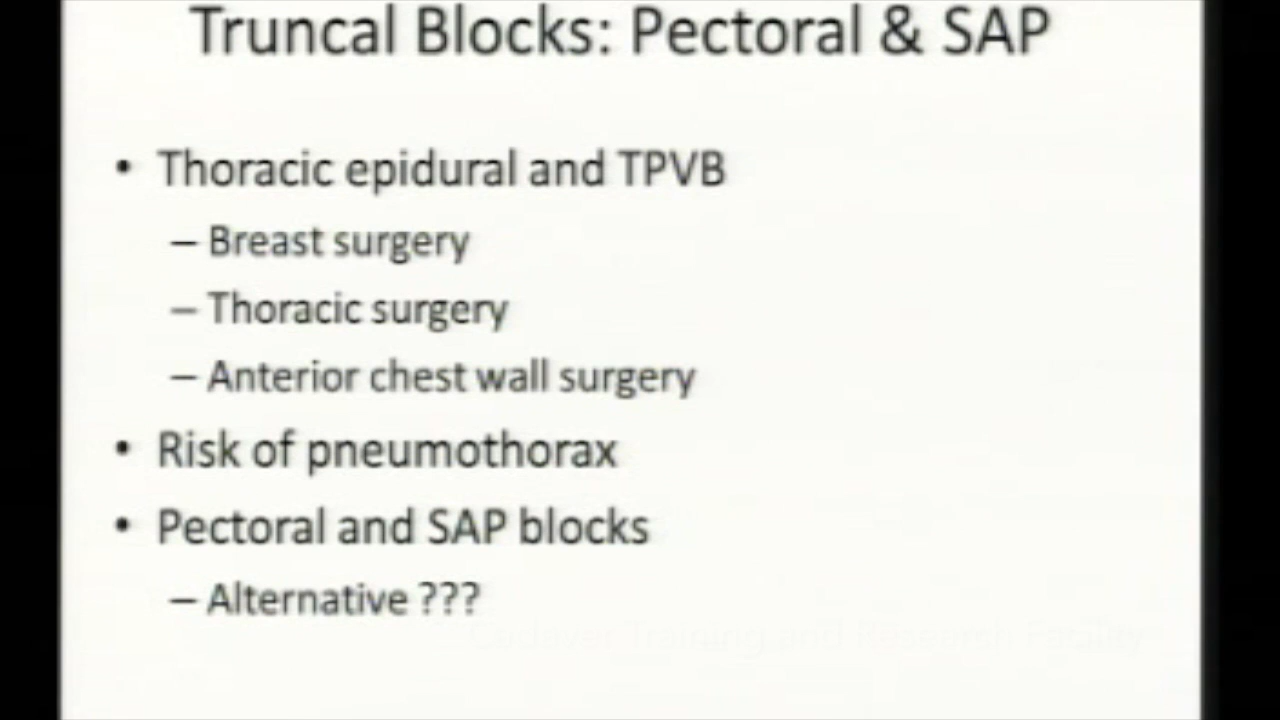 Truncal Blocks: Pectoral & SAP
• Thoracic epidural and TPVB
– Breast surgery
– Thoracic surgery
– Anterior chest wall surgery
• Risk of pneumothorax
• Pectoral and SAP blocks
– Alternative ???
Cadaver Training and Research Facility